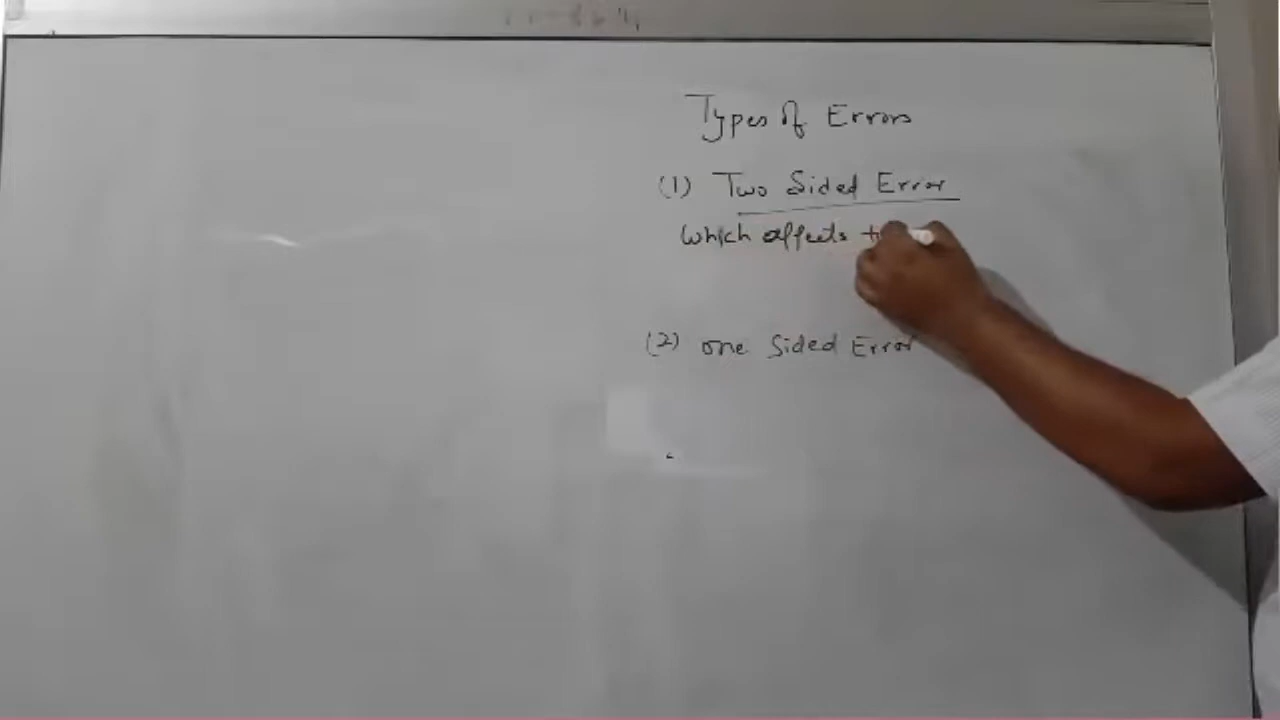 Types of Errors
(1) Two Sided Error
Which affects
(2) one Sided Error